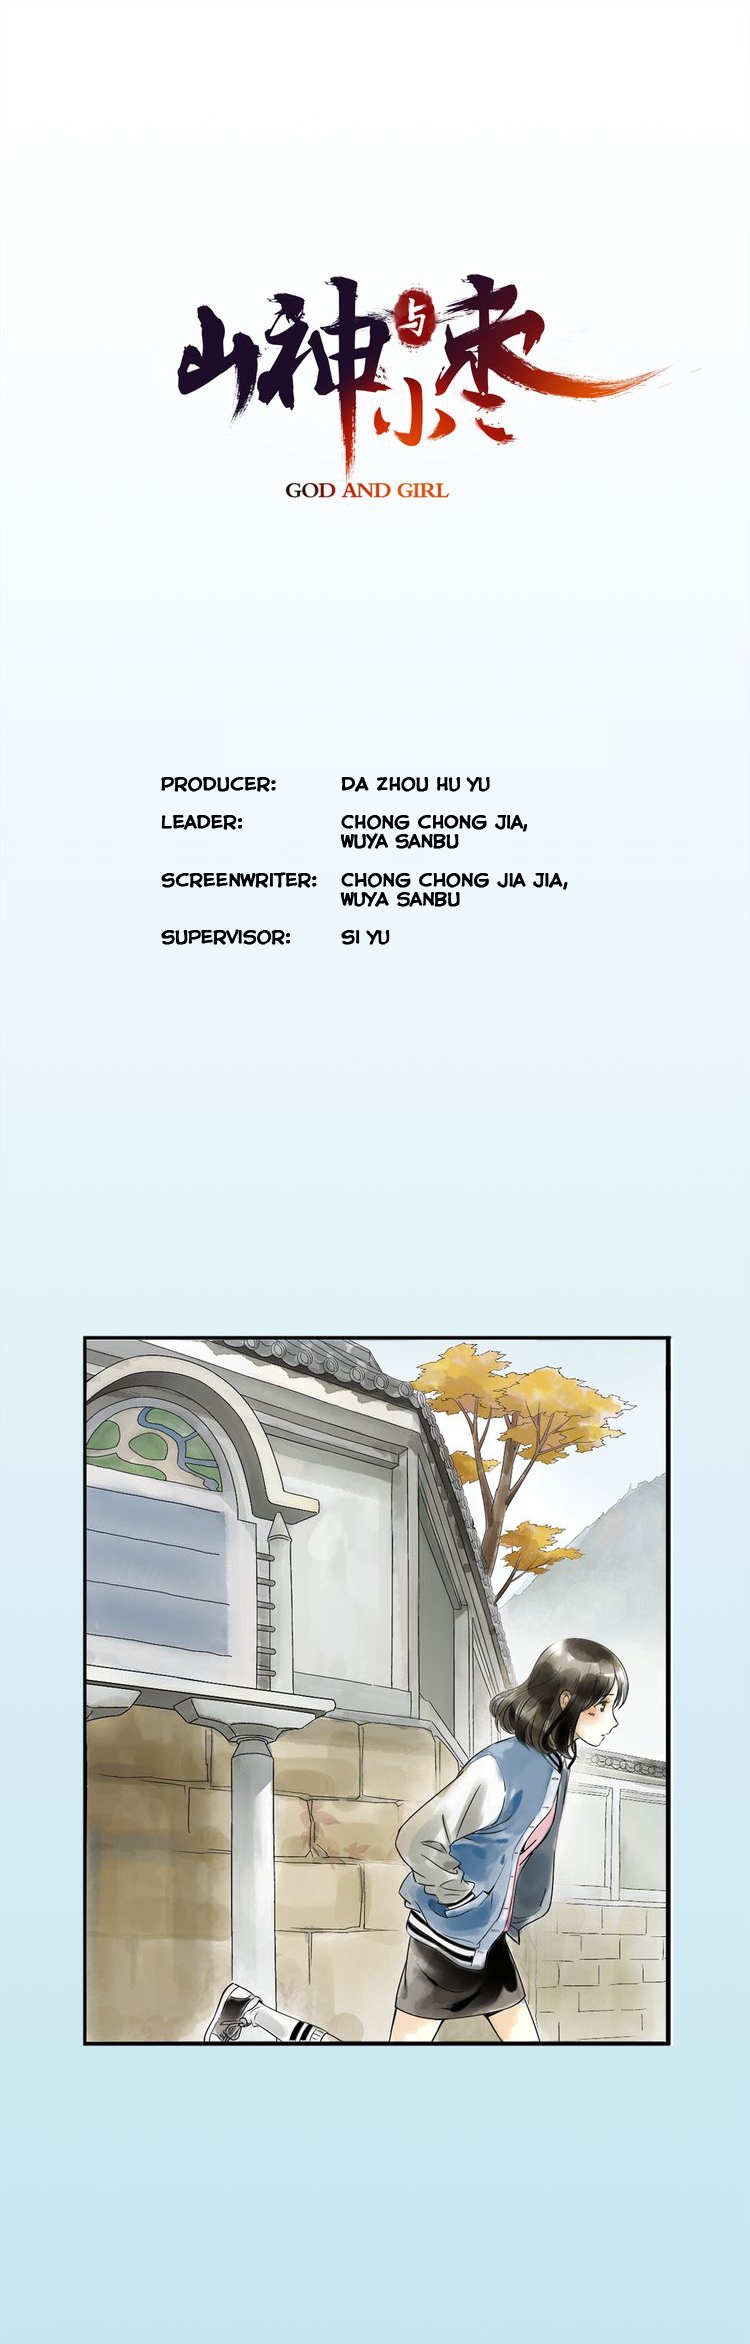 山神与小枣
GOD AND GIRL
PRODUCER: DA ZHOU HU YU
LEADER: CHONG CHONG JIA,
WUYA SANBU
SCREENWRITER: CHONG CHONG JIA JIA,
WUYA SANBU
SUPERVISOR: SI YU